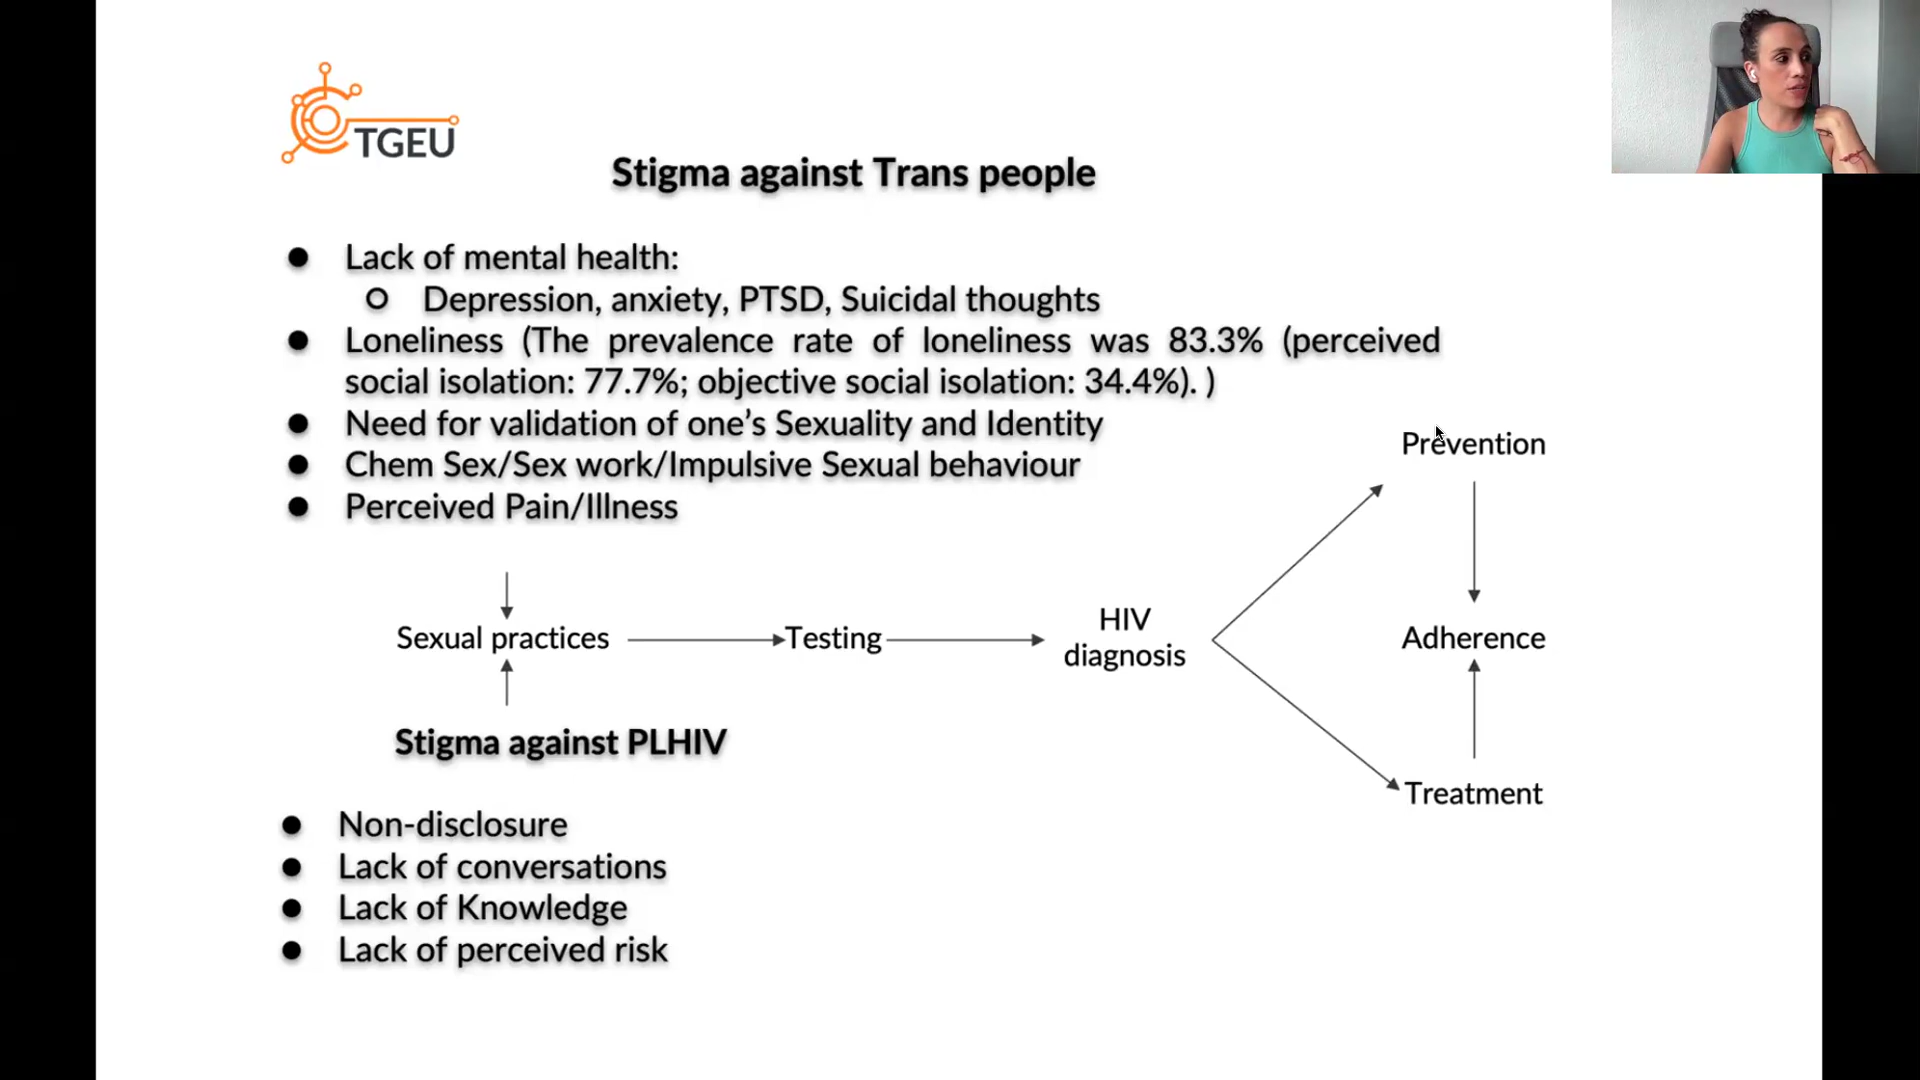 TGEU
Stigma against Trans people
● Lack of mental health:
○ Depression, anxiety, PTSD, Suicidal thoughts
● Loneliness (The prevalence rate of loneliness was 83.3% (perceived
social isolation: 77.7%; objective social isolation: 34.4%). )
● Need for validation of one’s Sexuality and Identity
● Chem Sex/Sex work/Impulsive Sexual behaviour
● Perceived Pain/Illness
Sexual practices
Testing
HIV
diagnosis
Prevention
Adherence
Treatment
Stigma against PLHIV
● Non-disclosure
● Lack of conversations
● Lack of Knowledge
● Lack of perceived risk